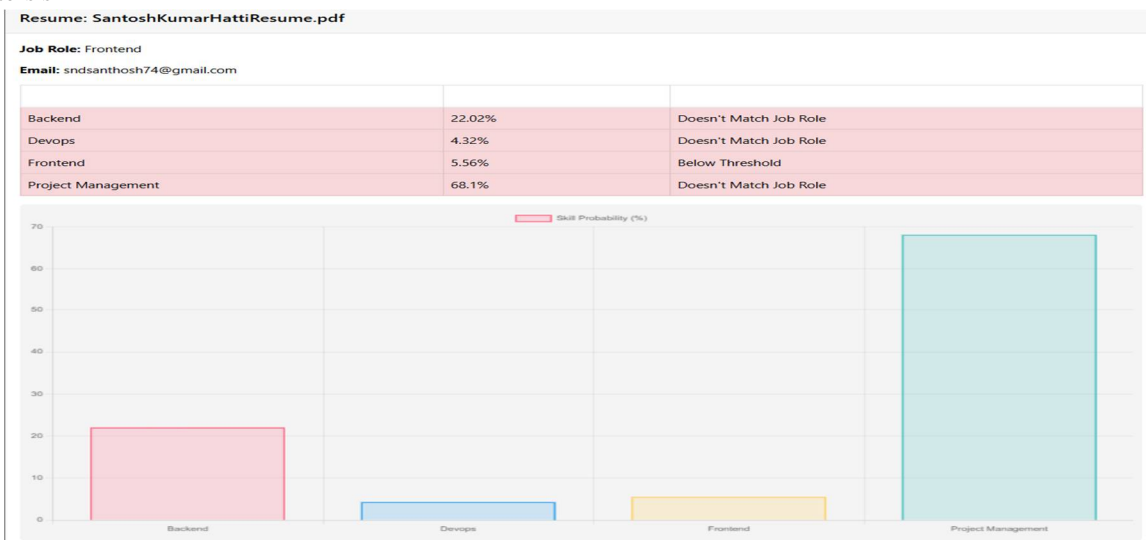 Resume: SantoshKumarHattiResume.pdf
Job Role: Frontend
Email: sndsanthosh74@gmail.com
Backend 22.02% Doesn't Match Job Role
Devops 4.32% Doesn't Match Job Role
Frontend 5.56% Below Threshold
Project Management 68.1% Doesn't Match Job Role
Skill Probability (%)
70
60
50
40
30
20
10
0
Backend Devops Frontend Project Management